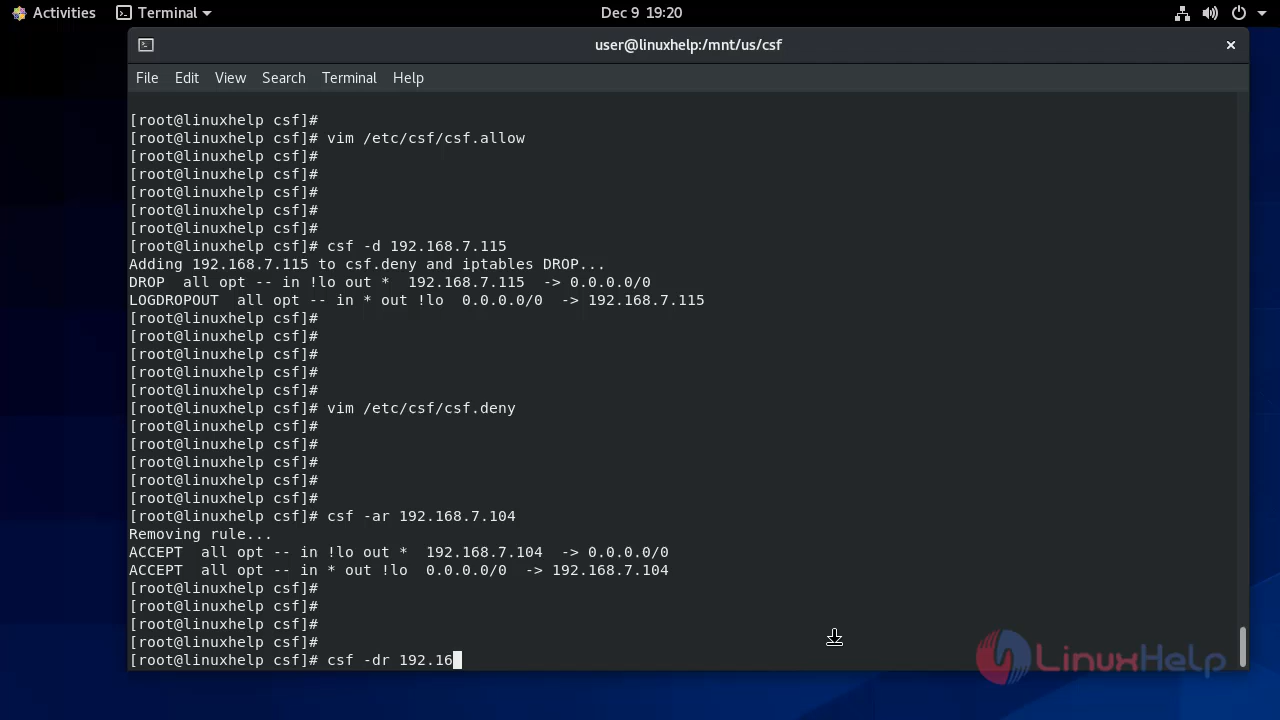 Activities Terminal Dec 9 19:20
user@linuxhelp:/mnt/us/csf ×
File Edit View Search Terminal Help
[root@linuxhelp csf]#
[root@linuxhelp csf]# vim /etc/csf/csf.allow
[root@linuxhelp csf]#
[root@linuxhelp csf]#
[root@linuxhelp csf]#
[root@linuxhelp csf]#
[root@linuxhelp csf]#
[root@linuxhelp csf]# csf -d 192.168.7.115
Adding 192.168.7.115 to csf.deny and iptables DROP...
DROP  all opt -- in !lo out *  192.168.7.115  -> 0.0.0.0/0
LOGDROPOUT  all opt -- in * out !lo  0.0.0.0/0  -> 192.168.7.115
[root@linuxhelp csf]#
[root@linuxhelp csf]#
[root@linuxhelp csf]#
[root@linuxhelp csf]#
[root@linuxhelp csf]#
[root@linuxhelp csf]# vim /etc/csf/csf.deny
[root@linuxhelp csf]#
[root@linuxhelp csf]#
[root@linuxhelp csf]#
[root@linuxhelp csf]#
[root@linuxhelp csf]#
[root@linuxhelp csf]# csf -ar 192.168.7.104
Removing rule...
ACCEPT  all opt -- in !lo out *  192.168.7.104  -> 0.0.0.0/0
ACCEPT  all opt -- in * out !lo  0.0.0.0/0  -> 192.168.7.104
[root@linuxhelp csf]#
[root@linuxhelp csf]#
[root@linuxhelp csf]#
[root@linuxhelp csf]#
[root@linuxhelp csf]# csf -dr 192.16
LinuxHelp